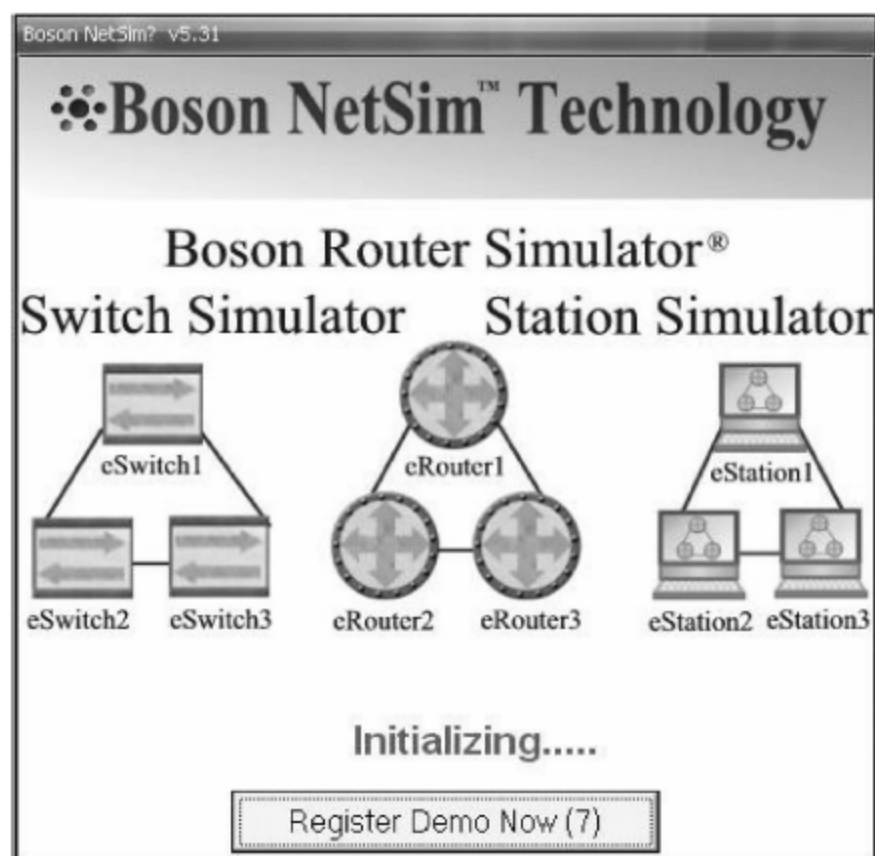 Boson NetSim? v5.31
Boson NetSim™ Technology
Boson Router Simulator®
Switch Simulator
Station Simulator
eSwitch1
eRouter1
eStation1
eSwitch2
eSwitch3
eRouter2
eRouter3
eStation2
eStation3
Initializing.....
Register Demo Now (7)